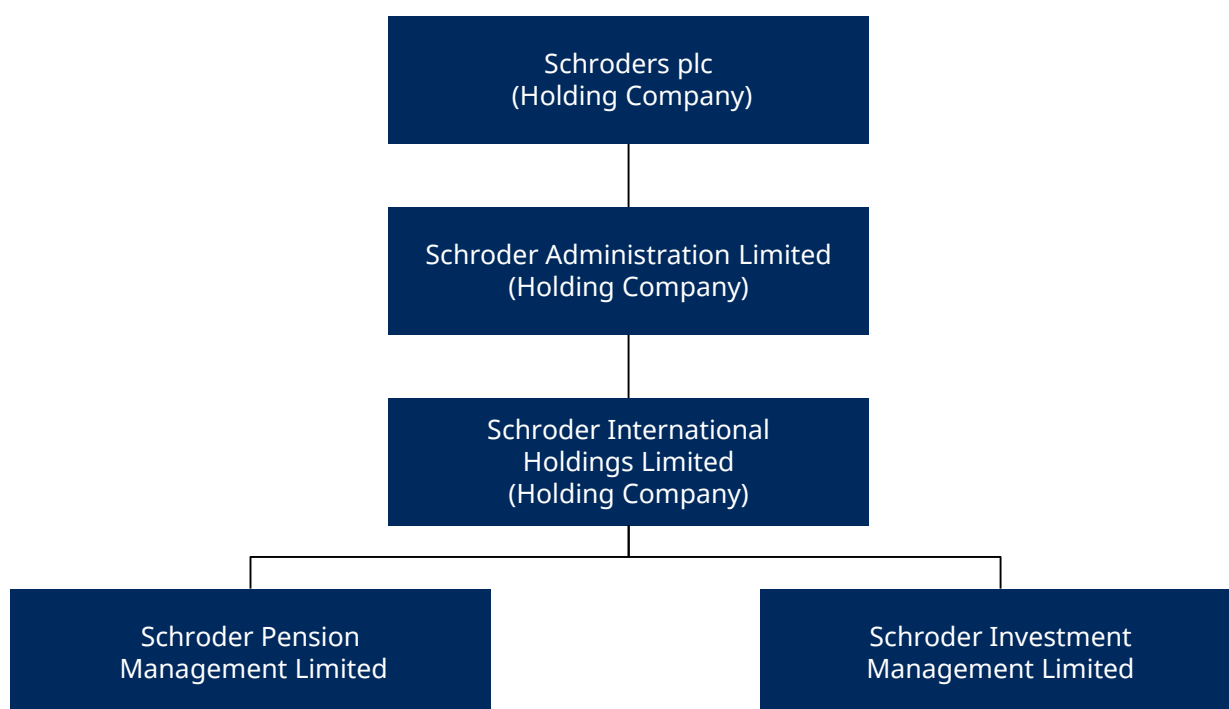 Schroders plc
(Holding Company)
Schroder Administration Limited
(Holding Company)
Schroder International
Holdings Limited
(Holding Company)
Schroder Pension
Management Limited
Schroder Investment
Management Limited